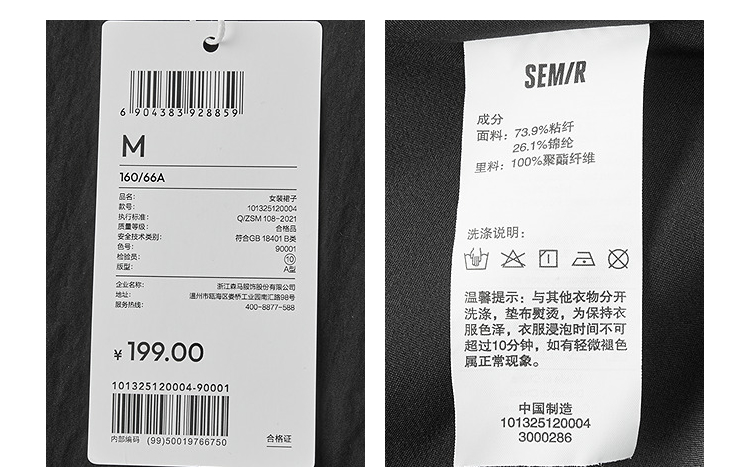 6 904383 928859
M
160/66A
品名: 女装裙子
款号: 101325120004
执行标准: Q/ZSM 108-2021
质量等级: 合格品
安全技术类别: 符合GB 18401 B类
色号: 90001
检验员: 10
版型: A型
企业名称: 浙江森马服饰股份有限公司
地址: 温州市瓯海区娄桥工业园南汇路98号
服务热线: 400-8877-588
¥ 199.00
101325120004-90001
内部编码 (99)50019766750
合格证
SEMIR
成分
面料: 73.9%粘纤
26.1%锦纶
里料: 100%聚酯纤维
洗涤说明:
温馨提示: 与其他衣物分开
洗涤, 垫布熨烫, 为保持衣
服色泽, 衣服浸泡时间不可
超过10分钟, 如有轻微褪色
属正常现象。
中国制造
101325120004
3000286